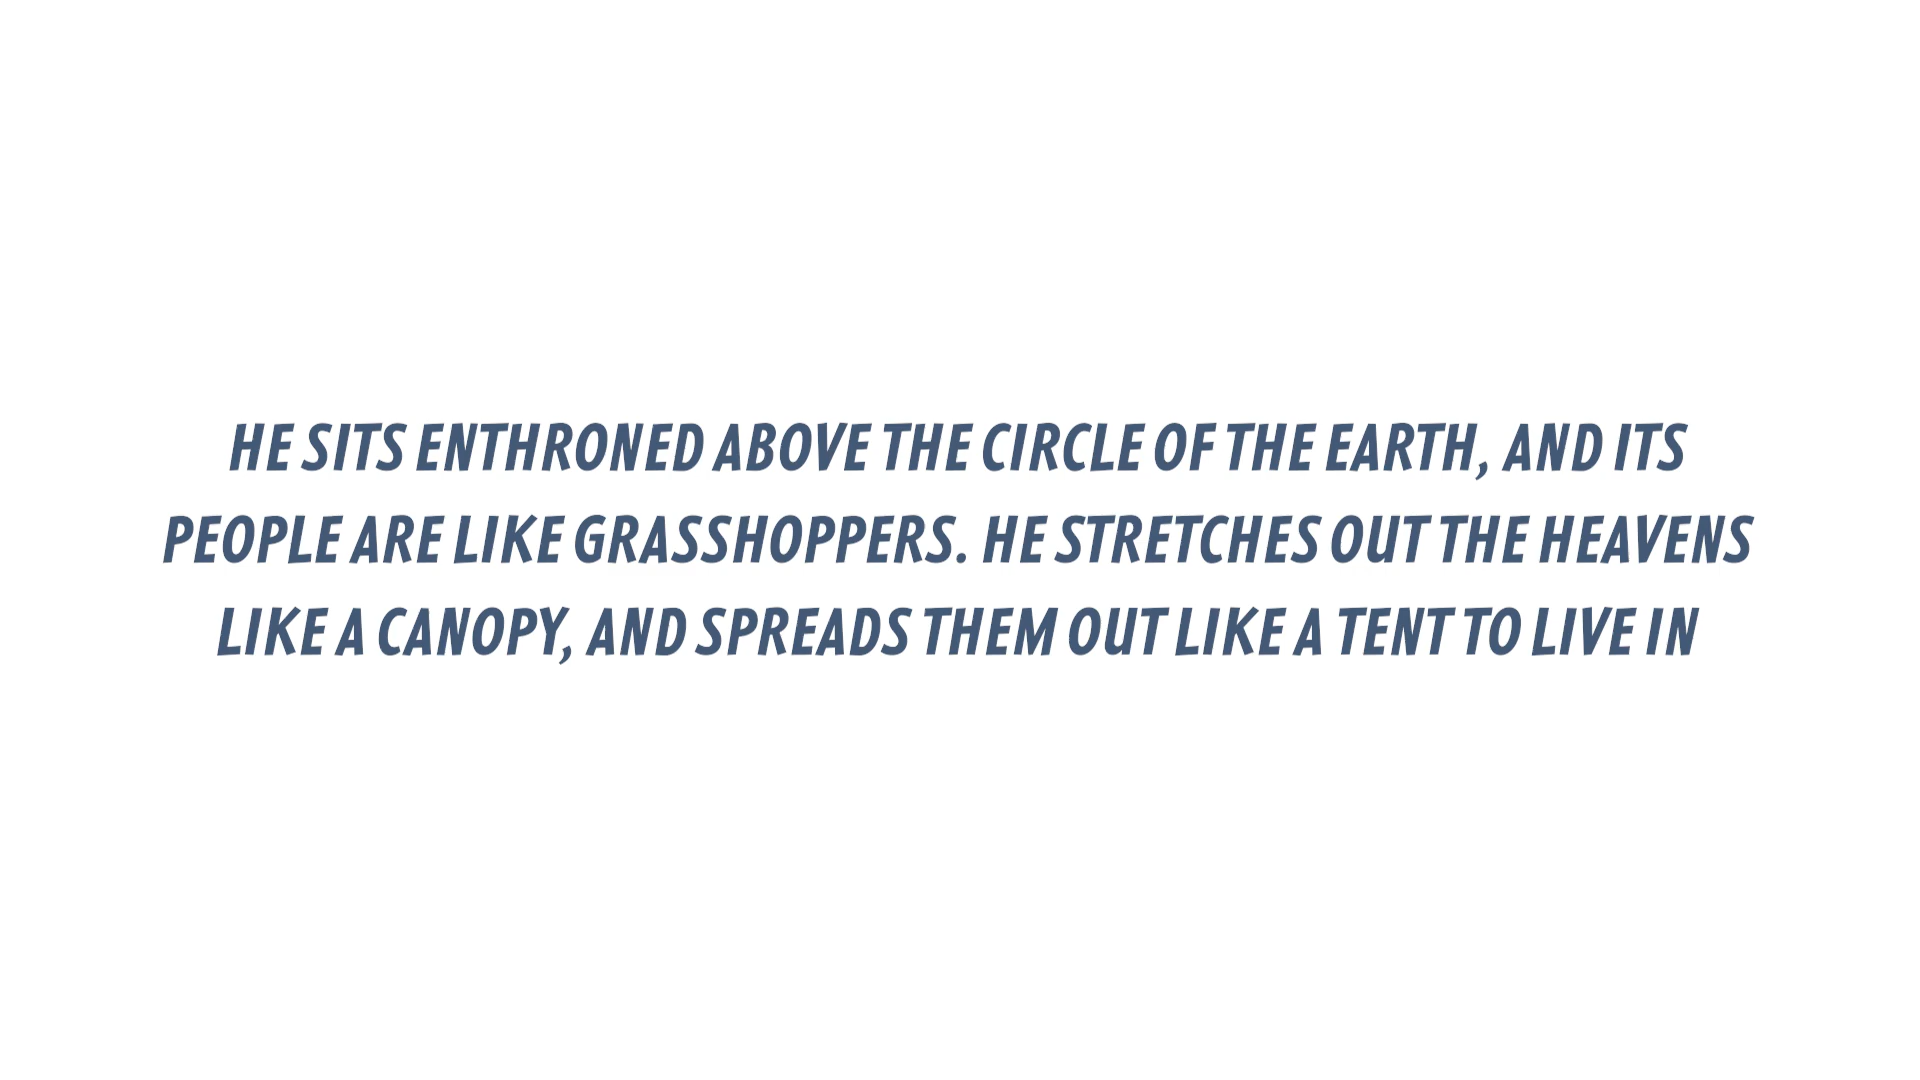 HE SITS ENTHRONED ABOVE THE CIRCLE OF THE EARTH, AND ITS
PEOPLE ARE LIKE GRASSHOPPERS. HE STRETCHES OUT THE HEAVENS
LIKE A CANOPY, AND SPREADS THEM OUT LIKE A TENT TO LIVE IN